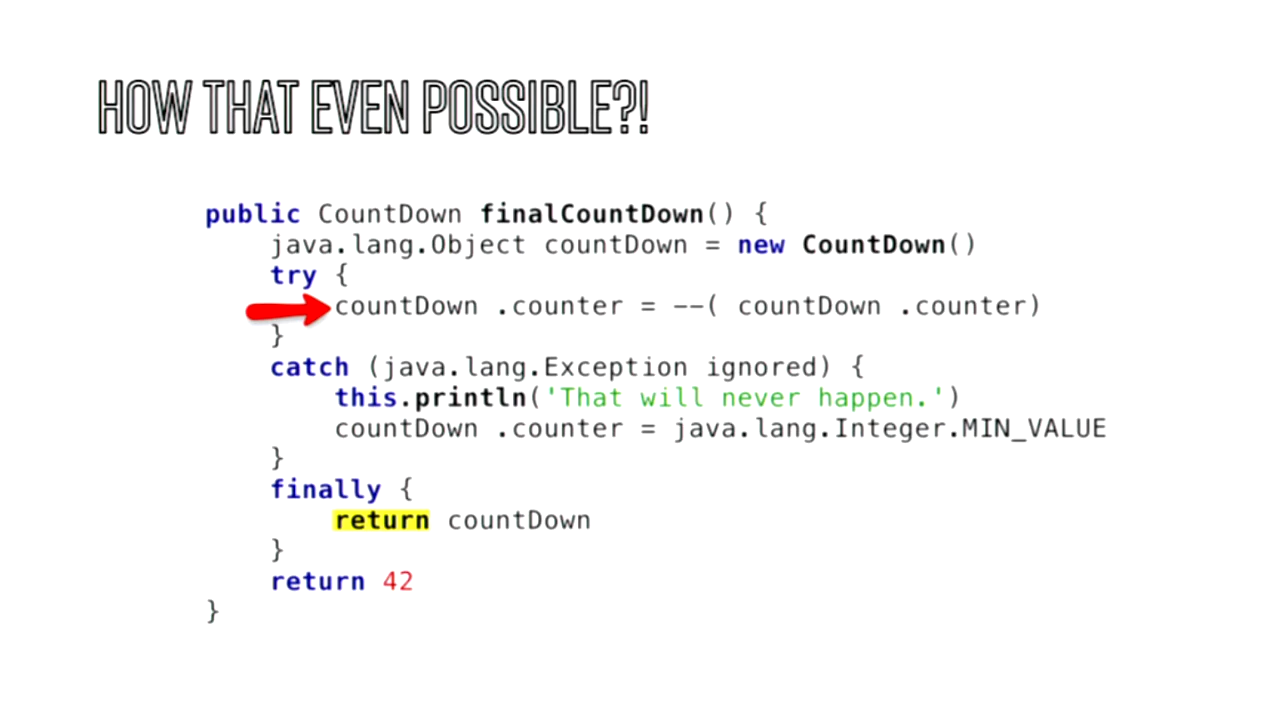 HOW THAT EVEN POSSIBLE?!
public CountDown finalCountDown() {
java.lang.Object countDown = new CountDown()
try {
countDown .counter = --( countDown .counter)
}
catch (java.lang.Exception ignored) {
this.println('That will never happen.')
countDown .counter = java.lang.Integer.MIN_VALUE
}
finally {
return countDown
}
return 42
}